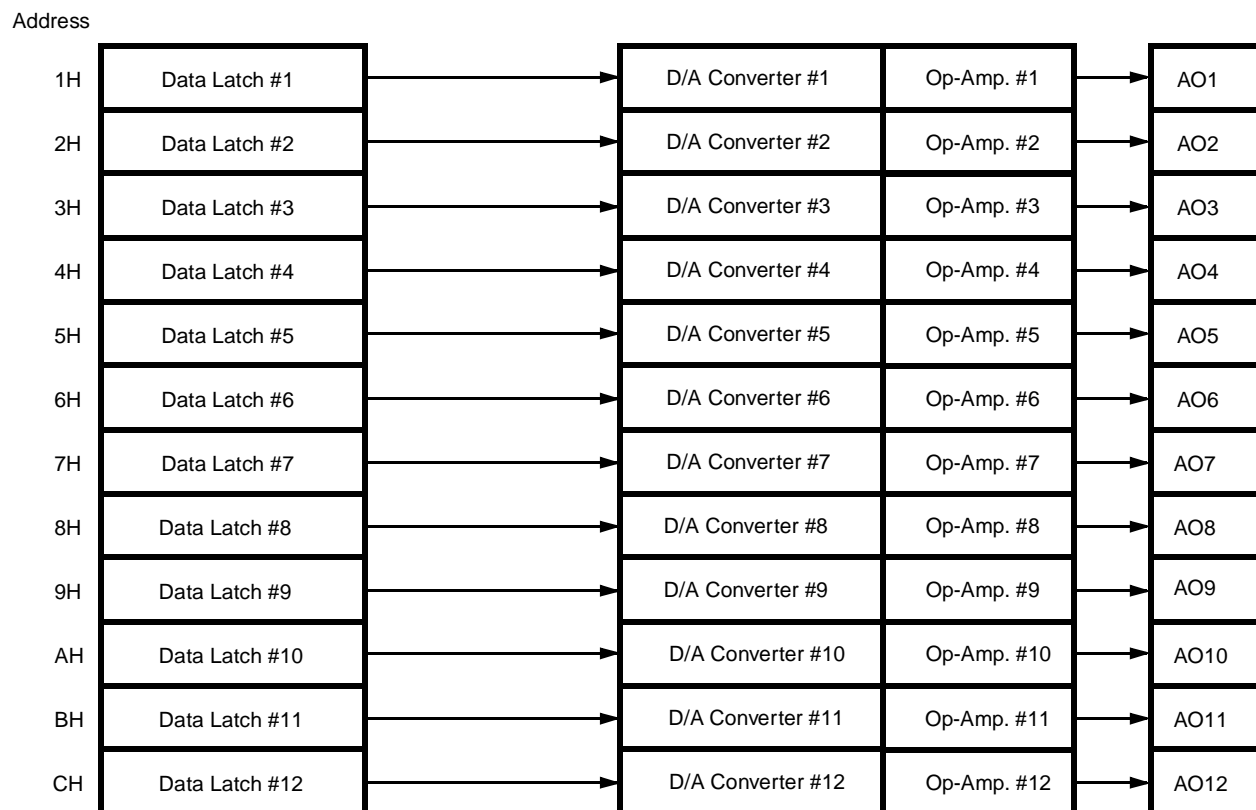 Address
1H Data Latch #1 D/A Converter #1 Op-Amp. #1 AO1
2H Data Latch #2 D/A Converter #2 Op-Amp. #2 AO2
3H Data Latch #3 D/A Converter #3 Op-Amp. #3 AO3
4H Data Latch #4 D/A Converter #4 Op-Amp. #4 AO4
5H Data Latch #5 D/A Converter #5 Op-Amp. #5 AO5
6H Data Latch #6 D/A Converter #6 Op-Amp. #6 AO6
7H Data Latch #7 D/A Converter #7 Op-Amp. #7 AO7
8H Data Latch #8 D/A Converter #8 Op-Amp. #8 AO8
9H Data Latch #9 D/A Converter #9 Op-Amp. #9 AO9
AH Data Latch #10 D/A Converter #10 Op-Amp. #10 AO10
BH Data Latch #11 D/A Converter #11 Op-Amp. #11 AO11
CH Data Latch #12 D/A Converter #12 Op-Amp. #12 AO12